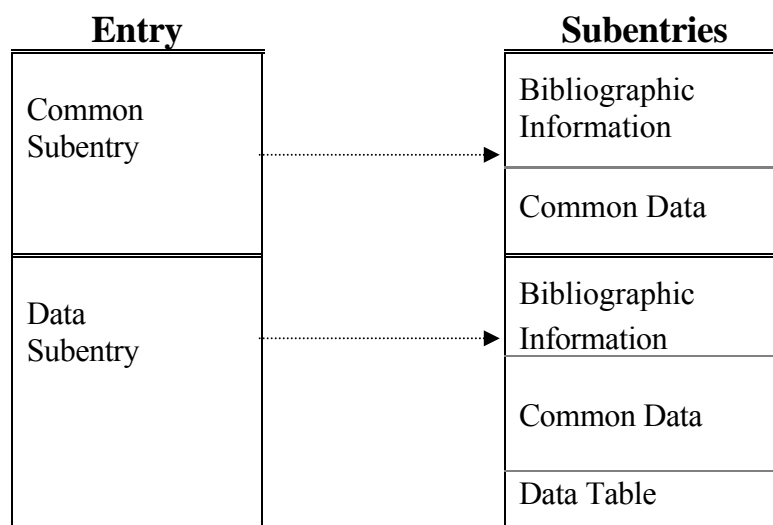 Entry
Subentries
Common
Subentry
Bibliographic
Information
Common Data
Data
Subentry
Bibliographic
Information
Common Data
Data Table